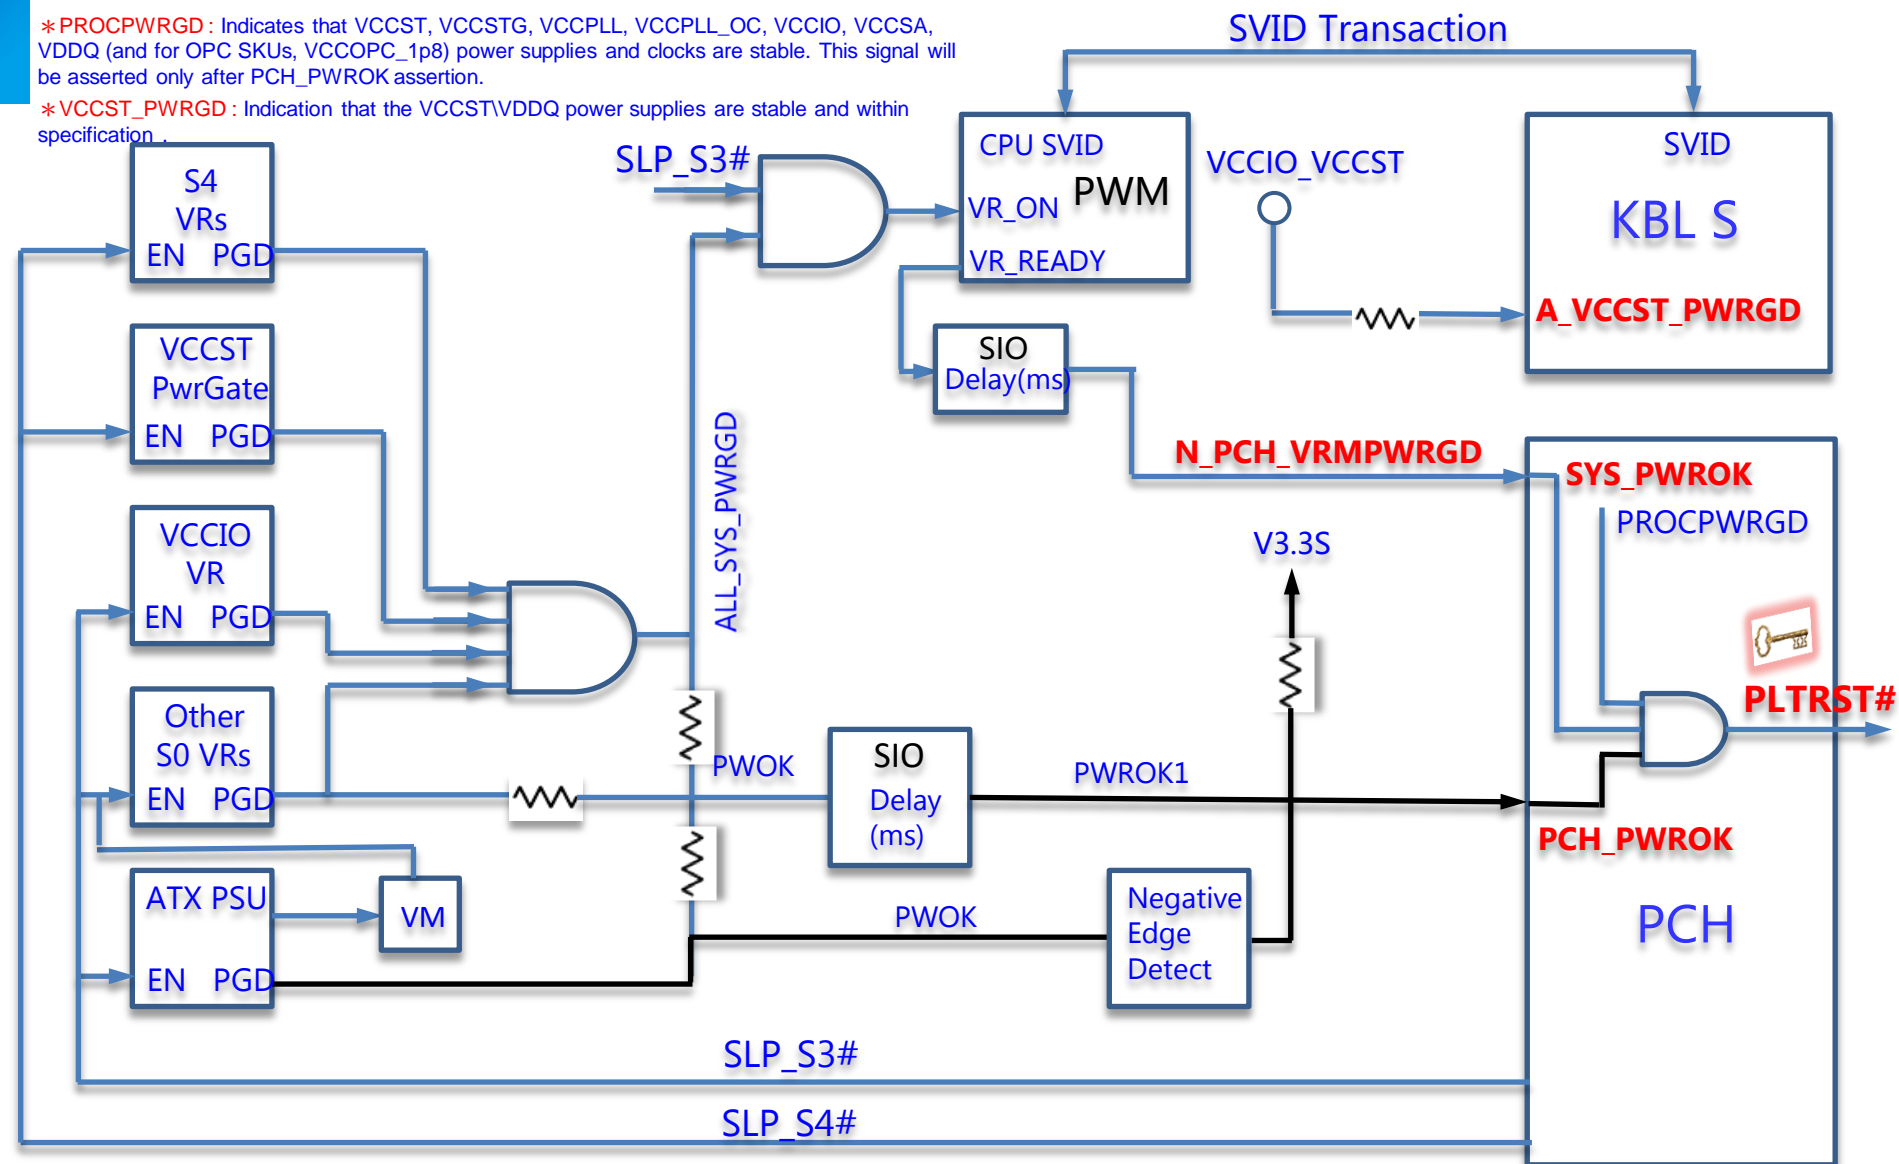 ＊PROCPWRGD : Indicates that VCCST, VCCSTG, VCCPLL, VCCPLL_OC, VCCIO, VCCSA,
VDDQ (and for OPC SKUs, VCCOPC_1p8) power supplies and clocks are stable. This signal will
be asserted only after PCH_PWROK assertion.
＊VCCST_PWRGD : Indication that the VCCST\VDDQ power supplies are stable and within
specification .
SVID Transaction
S4
VRs
EN PGD
VCCST
PwrGate
EN PGD
VCCIO
VR
EN PGD
Other
S0 VRs
EN PGD
ATX PSU
EN PGD
VM
SLP_S3#
ALL_SYS_PWRGD
CPU SVID
PWM
VR_ON
VR_READY
SIO
Delay(ms)
VCCIO_VCCST
SVID
KBL S
A_VCCST_PWRGD
N_PCH_VRMPWRGD
SYS_PWROK
PROCPWRGD
V3.3S
PLTRST#
PWOK
SIO
Delay
(ms)
PWROK1
PCH_PWROK
PWOK
Negative
Edge
Detect
PCH
SLP_S3#
SLP_S4#